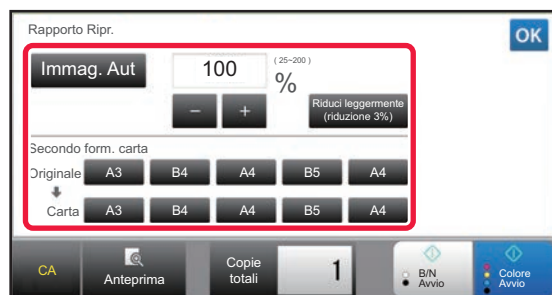 Rapporto Ripr.
OK
Immag. Aut
100
(25~200)
%
− +
Riduci leggermente
(riduzione 3%)
Secondo form. carta
Originale A3 B4 A4 B5 A4
Carta A3 B4 A4 B5 A4
CA
Anteprima
Copie
totali
1
B/N
Avvio
Colore
Avvio